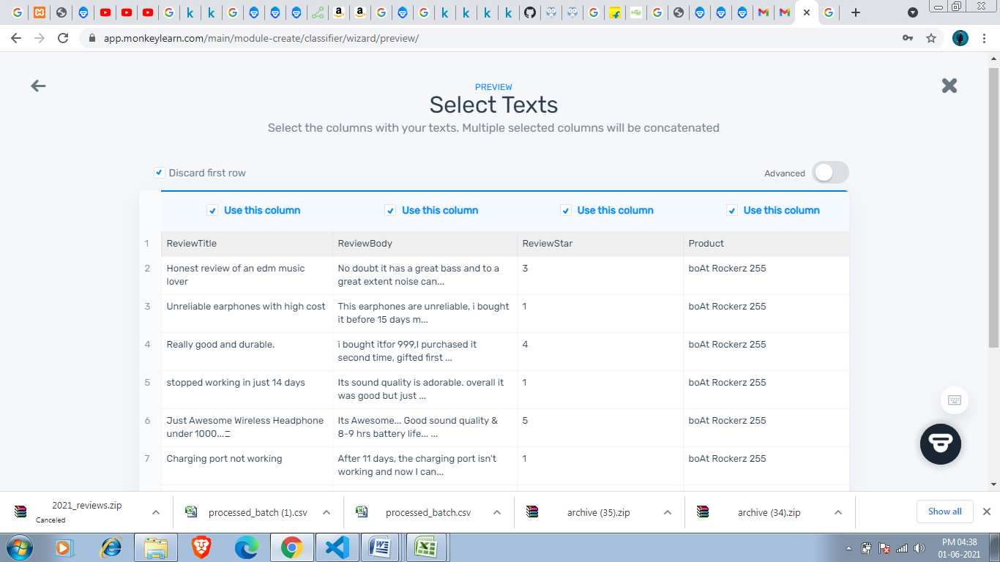 app.monkeylearn.com/main/module-create/classifier/wizard/preview/
PREVIEW
Select Texts
Select the columns with your texts. Multiple selected columns will be concatenated
Discard first row
Advanced
Use this column Use this column Use this column Use this column
1 ReviewTitle ReviewBody ReviewStar Product
2 Honest review of an edm music lover No doubt it has a great bass and to a great extent noise can... 3 boAt Rockerz 255
3 Unreliable earphones with high cost This earphones are unreliable, i bought it before 15 days m... 1 boAt Rockerz 255
4 Really good and durable. i bought itfor 999,I purchased it second time, gifted first ... 4 boAt Rockerz 255
5 stopped working in just 14 days Its sound quality is adorable. overall it was good but just ... 1 boAt Rockerz 255
6 Just Awesome Wireless Headphone under 1000... Its Awesome... Good sound quality & 8-9 hrs battery life... ... 5 boAt Rockerz 255
7 Charging port not working After 11 days, the charging port isn't working and now I can... 1 boAt Rockerz 255
2021_reviews.zip
Canceled
processed_batch (1).csv
processed_batch.csv
archive (35).zip
archive (34).zip
Show all
PM 04:38
01-06-2021